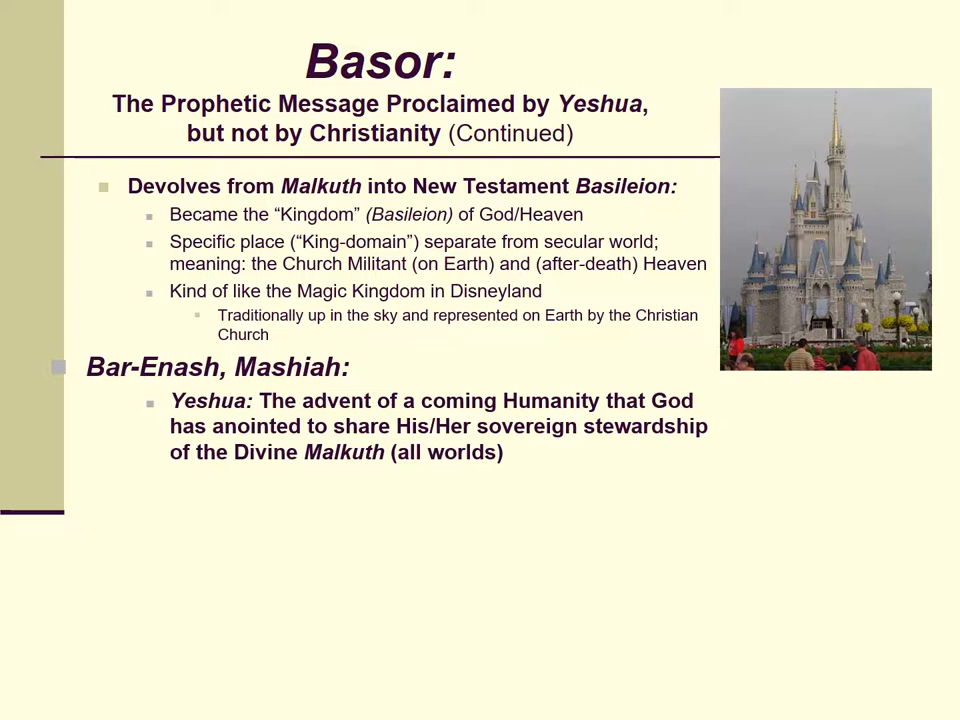 Basor:
The Prophetic Message Proclaimed by Yeshua,
but not by Christianity (Continued)
Devolves from Malkuth into New Testament Basileion:
Became the “Kingdom” (Basileion) of God/Heaven
Specific place (“King-domain”) separate from secular world;
meaning: the Church Militant (on Earth) and (after-death) Heaven
Kind of like the Magic Kingdom in Disneyland
Traditionally up in the sky and represented on Earth by the Christian
Church
Bar-Enash, Mashiah:
Yeshua: The advent of a coming Humanity that God
has anointed to share His/Her sovereign stewardship
of the Divine Malkuth (all worlds)